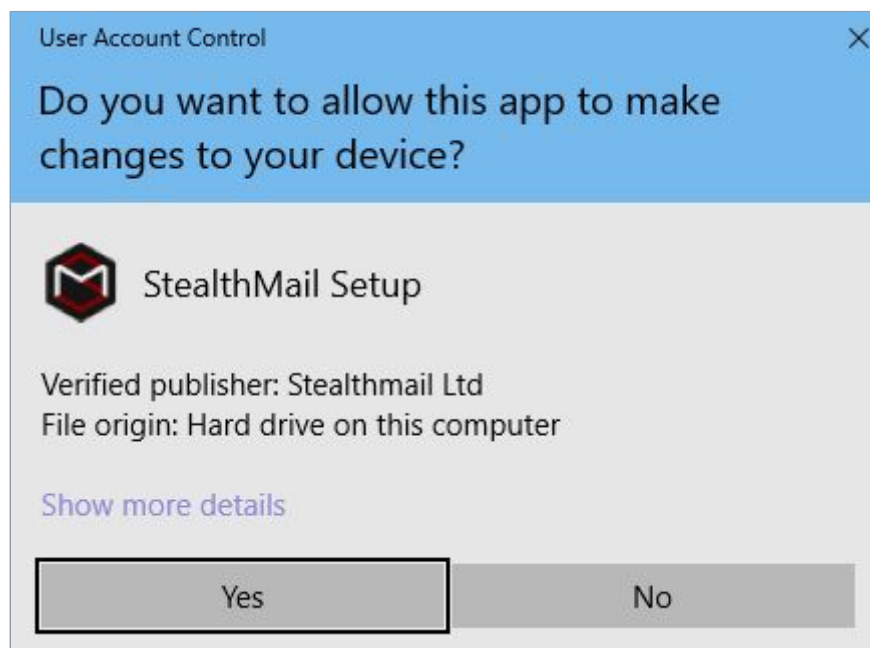 User Account Control
Do you want to allow this app to make
changes to your device?
StealthMail Setup
Verified publisher: Stealthmail Ltd
File origin: Hard drive on this computer
Show more details
Yes
No